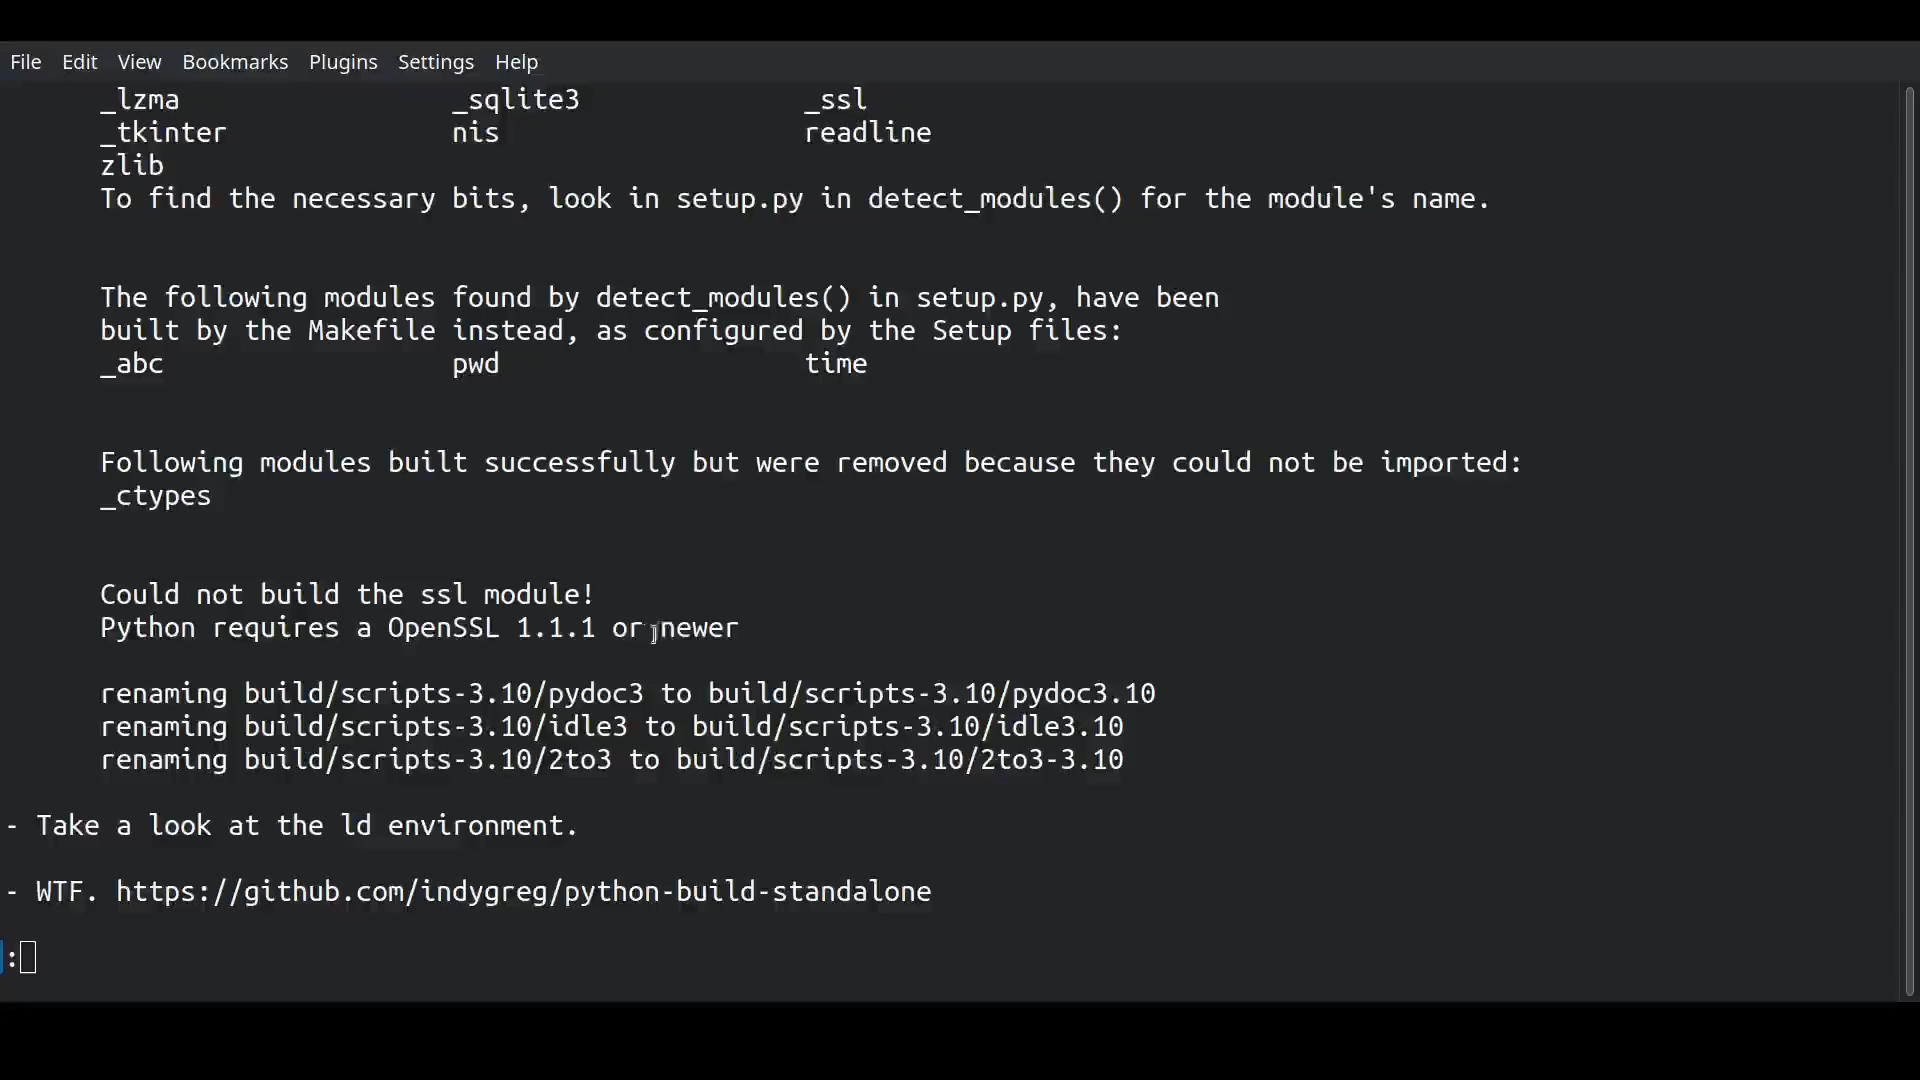 File Edit View Bookmarks Plugins Settings Help
_lzma _sqlite3 _ssl
_tkinter nis readline
zlib
To find the necessary bits, look in setup.py in detect_modules() for the module's name.
The following modules found by detect_modules() in setup.py, have been
built by the Makefile instead, as configured by the Setup files:
_abc pwd time
Following modules built successfully but were removed because they could not be imported:
_ctypes
Could not build the ssl module!
Python requires a OpenSSL 1.1.1 or newer
renaming build/scripts-3.10/pydoc3 to build/scripts-3.10/pydoc3.10
renaming build/scripts-3.10/idle3 to build/scripts-3.10/idle3.10
renaming build/scripts-3.10/2to3 to build/scripts-3.10/2to3-3.10
- Take a look at the ld environment.
- WTF. https://github.com/indygreg/python-build-standalone
: